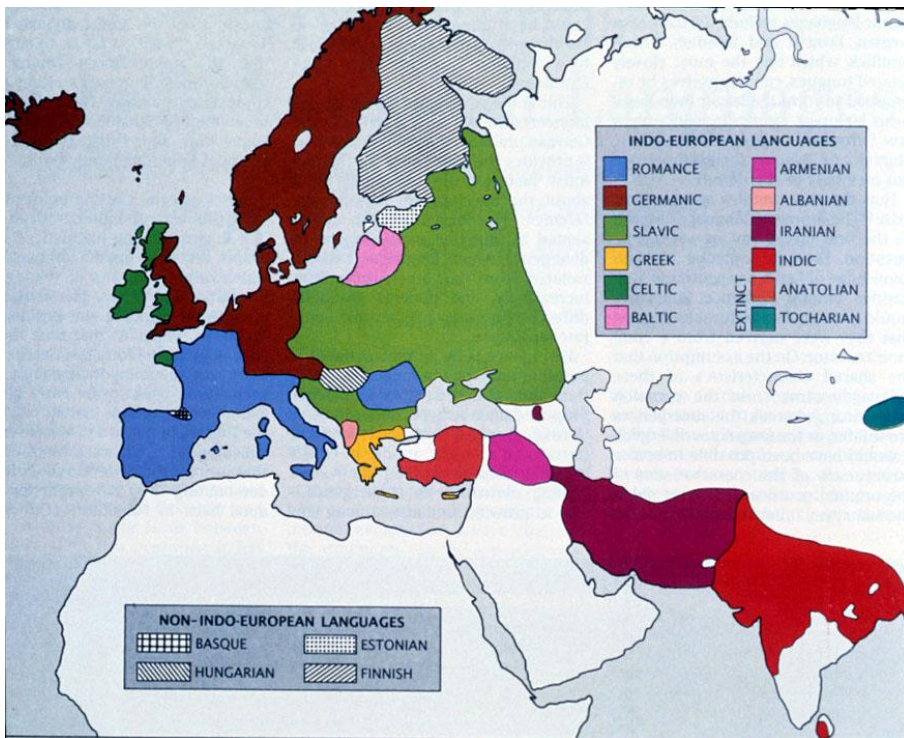 INDO-EUROPEAN LANGUAGES
ROMANCE
GERMANIC
SLAVIC
GREEK
CELTIC
BALTIC
ARMENIAN
ALBANIAN
IRANIAN
INDIC
EXTINCT
ANATOLIAN
TOCHARIAN
NON-INDO-EUROPEAN LANGUAGES
BASQUE
HUNGARIAN
ESTONIAN
FINNISH